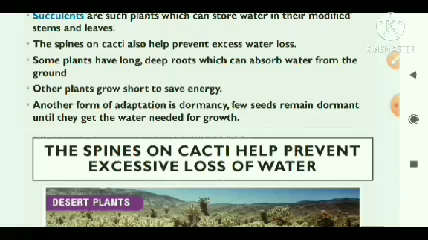 Succulents are such plants which can store water in their modified
stems and leaves.
• The spines on cacti also help prevent excess water loss.
• Some plants have long, deep roots which can absorb water from the
ground
• Other plants grow short to save energy.
• Another form of adaptation is dormancy, few seeds remain dormant
until they get the water needed for growth.
THE SPINES ON CACTI HELP PREVENT
EXCESSIVE LOSS OF WATER
DESERT PLANTS
KINEMASTER